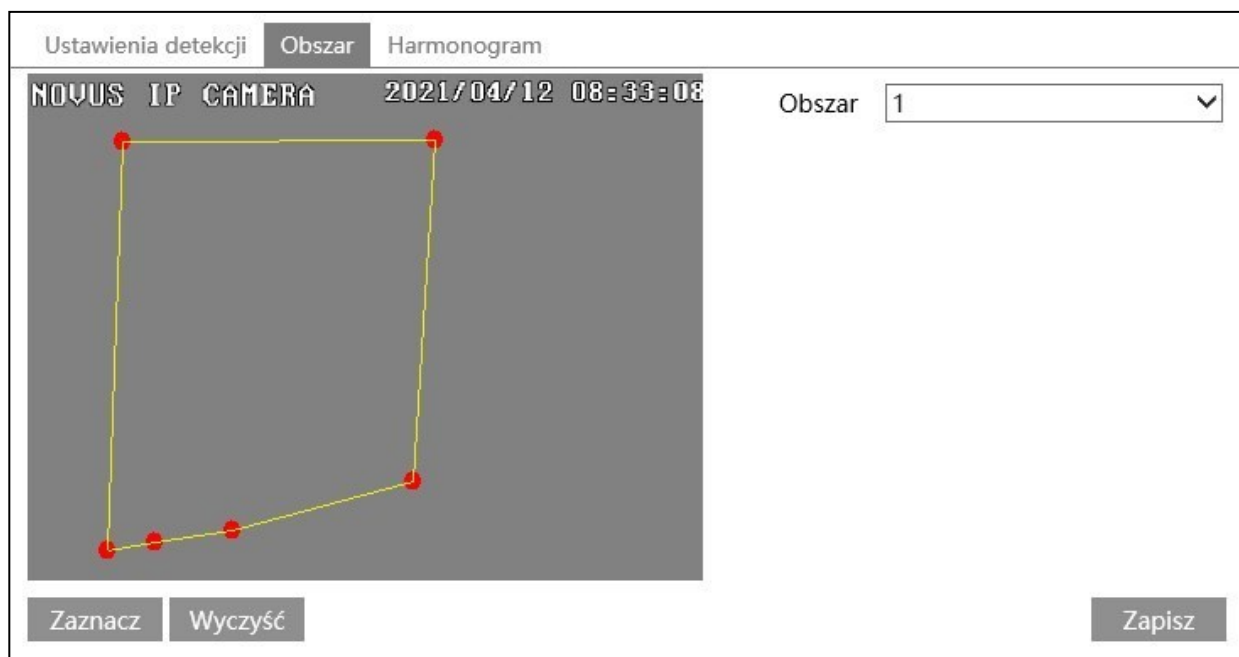 Ustawienia detekcji Obszar Harmonogram
NOVUS IP CAMERA 2021/04/12 08:33:08
Obszar 1
Zaznacz Wyczyść Zapisz